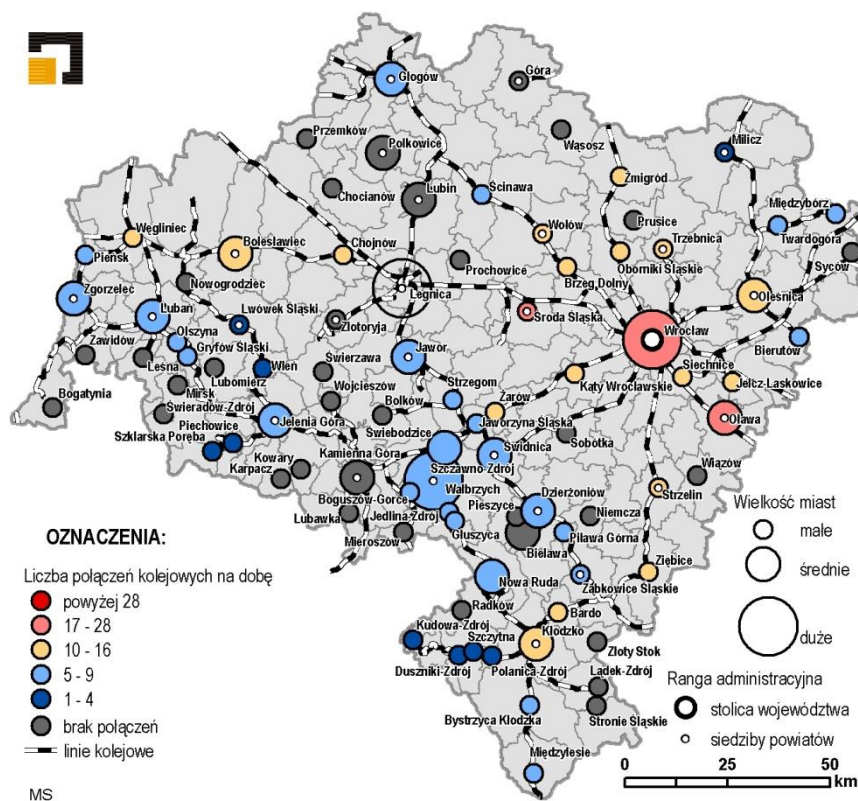 Głogów
Góra
Przemków
Polkowice
Wąsosz
Milicz
Chocianów
Lubin
Ścinawa
Żmigród
Międzybórz
Węgliniec
Bolesławiec
Chojnów
Wołów
Prusice
Trzebnica
Twardogóra
Pieńsk
Prochowice
Syców
Nowogrodziec
Brzeg Dolny
Oborniki Śląskie
Zgorzelec
Legnica
Oleśnica
Lubań
Lwówek Śląski
Złotoryja
Środa Śląska
Wrocław
Olszyna
Zawidów
Gryfów Śląski
Świerzawa
Jawor
Bierutów
Leśna
Wleń
Siechnice
Lubomierz
Strzegom
Żarów
Kąty Wrocławskie
Jelcz-Laskowice
Mirsk
Wojcieszów
Bogatynia
Świeradów-Zdrój
Bolków
Jaworzyna Śląska
Oława
Piechowice
Jelenia Góra
Świebodzice
Sobótka
Szklarska Poręba
Kamienna Góra
Świdnica
Kowary
Szczawno-Zdrój
Wiązów
Karpacz
Wałbrzych
Strzelin
Boguszów-Gorce
Dzierżoniów
Lubawka
Jedlina-Zdrój
Pieszyce
Niemcza
Mieroszów
Głuszyca
Piława Górna
Bielawa
Ziębice
Nowa Ruda
Ząbkowice Śląskie
Radków
Bardo
Kudowa-Zdrój
Kłodzko
Szczytna
Złoty Stok
Duszniki-Zdrój
Polanica-Zdrój
Lądek-Zdrój
Bystrzyca Kłodzka
Stronie Śląskie
Międzylesie
OZNACZENIA:
Liczba połączeń kolejowych na dobę
powyżej 28
17 - 28
10 - 16
5 - 9
1 - 4
brak połączeń
linie kolejowe
MS
Wielkość miast
małe
średnie
duże
Ranga administracyjna
stolica województwa
siedziby powiatów
0 25 50
km